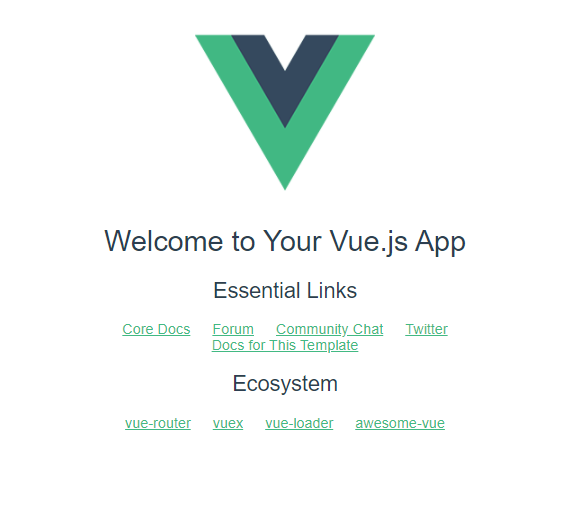 Welcome to Your Vue.js App
Essential Links
Core Docs Forum Community Chat Twitter
Docs for This Template
Ecosystem
vue-router vuex vue-loader awesome-vue